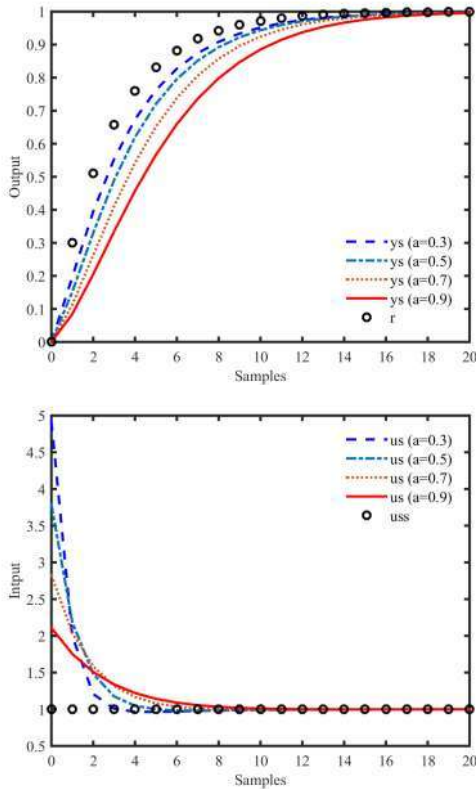 1
0.9
0.8
0.7
0.6
0.5
0.4
0.3
0.2
0.1
0
Output
ys (a=0.3)
ys (a=0.5)
ys (a=0.7)
ys (a=0.9)
r
0 2 4 6 8 10 12 14 16 18 20
Samples
5
4.5
4
3.5
3
2.5
2
1.5
1
0.5
Intput
us (a=0.3)
us (a=0.5)
us (a=0.7)
us (a=0.9)
uss
0 2 4 6 8 10 12 14 16 18 20
Samples